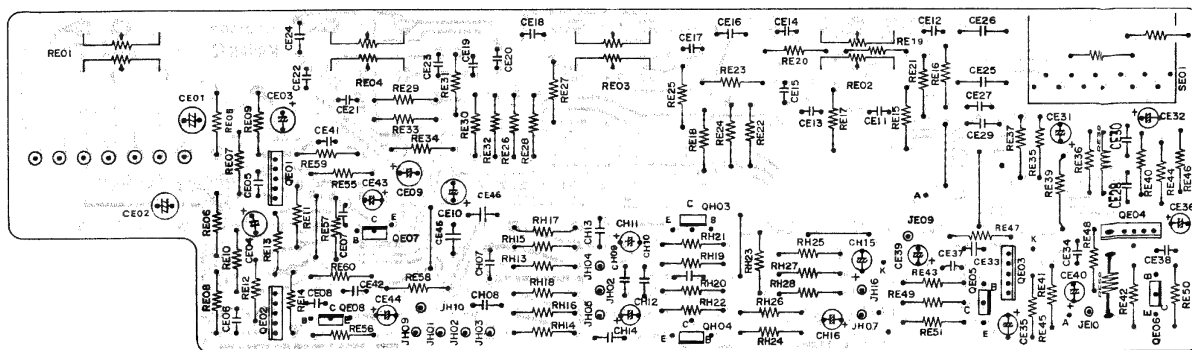 CE18 CE16 CE14 CE12 CE26
CE24 CE19 CE20 CE17 RE19
RE01 CE23 RE20 SE01
CE22 RE04 RE31 RE27 RE03 RE25 RE23 RE02 RE21 RE16 CE25
CE01 RE05 RE09 CE03 CE21 RE29 CE15 CE27
RE33 RE30 RE32 RE26 RE28 RE18 RE24 RE22 CE13 RE17 CE11 RE15 CE29 RE37 CE31 CE30 CE32
CE41 RE34
RE07 RE59 RE35 RE36
CE05 QE01 RE55 CE43 CE09 RE39 CE28 RE40 RE44 RE46
CE02 A
RE06 CE04 RE11 RE57 CE07 B C E CE10 CE46 CH13 CH11 C QH03 JE09 RE47 QE04 CE36
RE10 RE13 QE07 CE45 RH17 E B RH21 CH15 CE39 K
RH15 CH09 CH10 RH25 CE37 CE34 RE48 CE38
RE12 RE60 CH07 RH13 JH04 RH19 RH23 RH27 K RE43 CE33 QE03 CE40
RE08 RE14 CE08 CE42 RE58 RH18 JH02 RH20 RH28 JH16 QE05 B RE41 RE42 B RE50
CE06 QE02 B C E QE08 CE44 JH10 CH08 RH16 JH05 CH12 RH22 RH26 RE49 C A JE10 E C
RE56 JH09 JH01 JH02 JH03 RH14 CH14 E C B QH04 RH24 CH16 JH07 RE51 E CE35 RE45 QE06